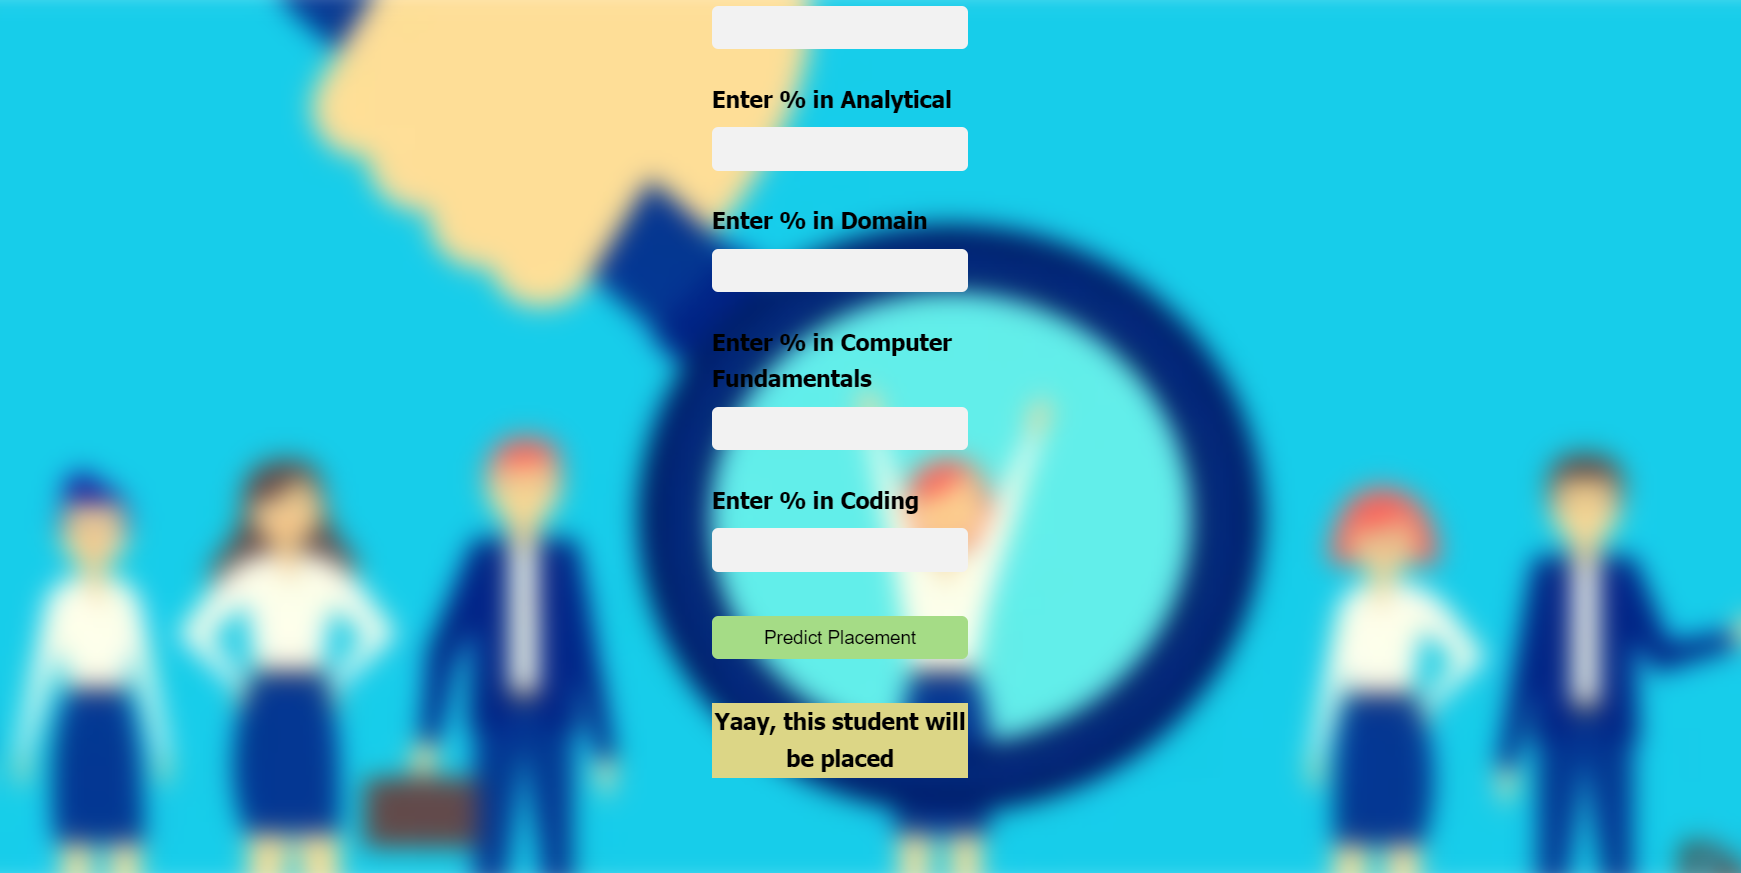 Enter % in Analytical
Enter % in Domain
Enter % in Computer
Fundamentals
Enter % in Coding
Predict Placement
Yaay, this student will
be placed